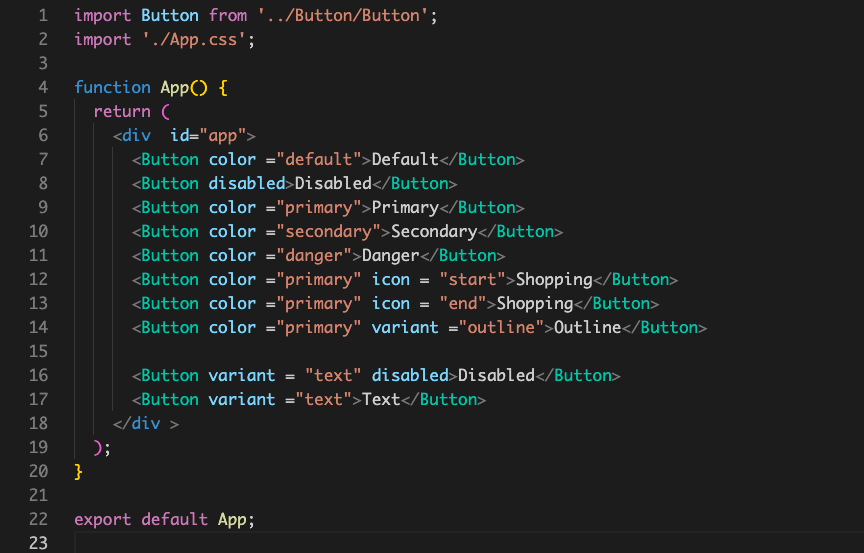 1 import Button from '../Button/Button';
2 import './App.css';
3
4 function App() {
5   return (
6     <div  id="app">
7       <Button color ="default">Default</Button>
8       <Button disabled>Disabled</Button>
9       <Button color ="primary">Primary</Button>
10       <Button color ="secondary">Secondary</Button>
11       <Button color ="danger">Danger</Button>
12       <Button color ="primary" icon = "start">Shopping</Button>
13       <Button color ="primary" icon = "end">Shopping</Button>
14       <Button color ="primary" variant ="outline">Outline</Button>
15
16       <Button variant = "text" disabled>Disabled</Button>
17       <Button variant ="text">Text</Button>
18     </div >
19   );
20 }
21
22 export default App;
23